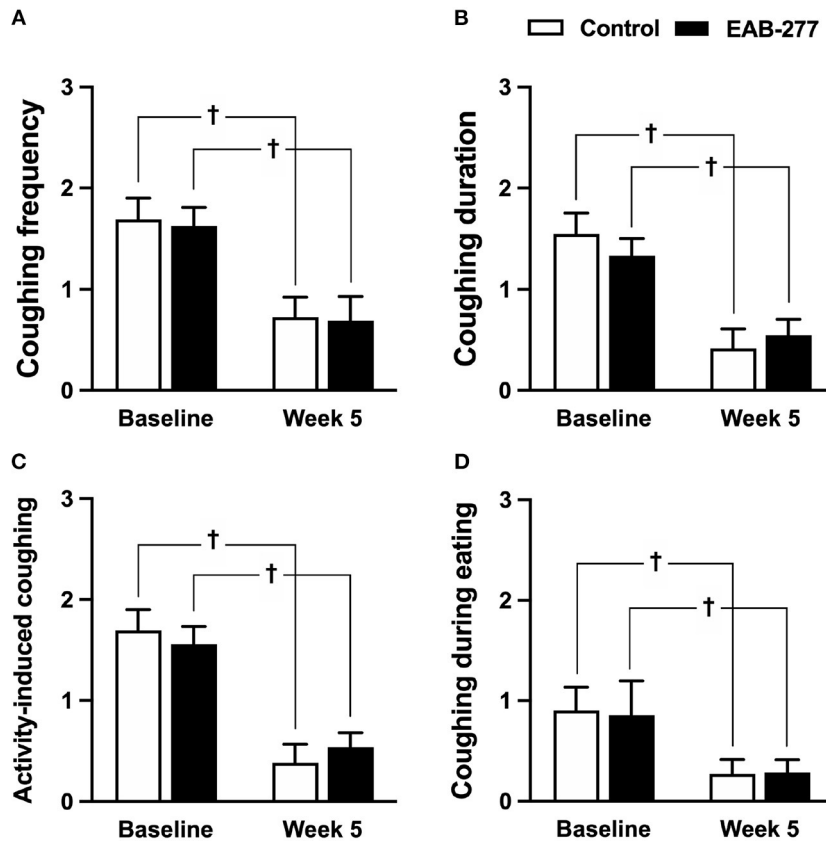 A
B
Control EAB-277
Coughing frequency
3
2
1
0
†
†
Baseline Week 5
Coughing duration
3
2
1
0
†
†
Baseline Week 5
C
D
Activity-induced coughing
3
2
1
0
†
†
Baseline Week 5
Coughing during eating
3
2
1
0
†
†
Baseline Week 5